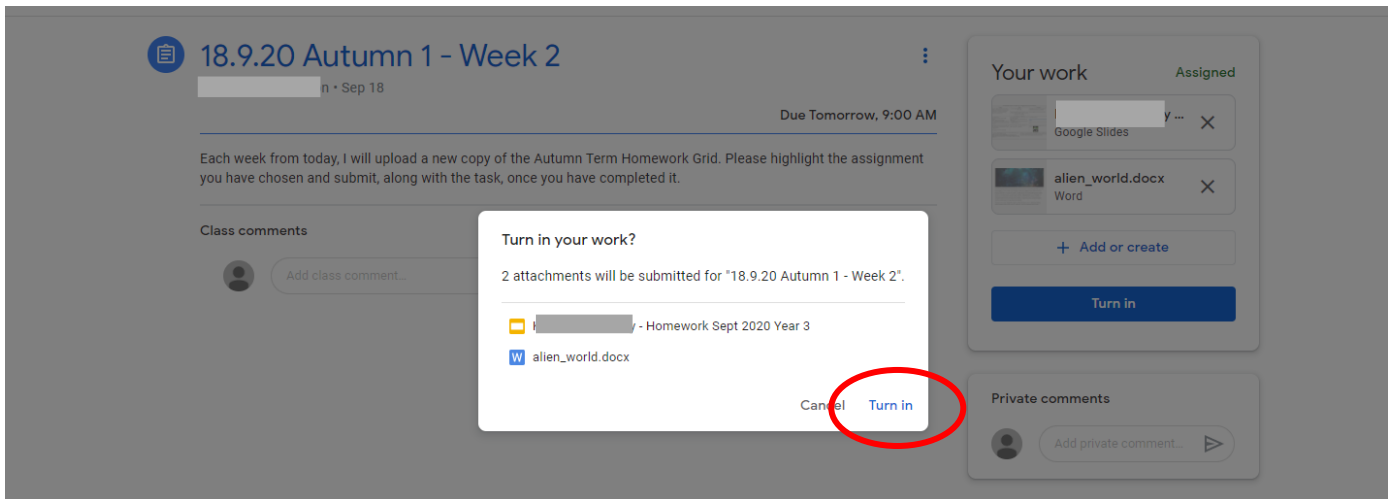 18.9.20 Autumn 1 - Week 2
• Sep 18
Due Tomorrow, 9:00 AM
Each week from today, I will upload a new copy of the Autumn Term Homework Grid. Please highlight the assignment
you have chosen and submit, along with the task, once you have completed it.
Class comments
Add class comment...
Turn in your work?
2 attachments will be submitted for "18.9.20 Autumn 1 - Week 2".
- Homework Sept 2020 Year 3
W alien_world.docx
Cancel Turn in
Your work Assigned
Google Slides
alien_world.docx
Word
+ Add or create
Turn in
Private comments
Add private comment...